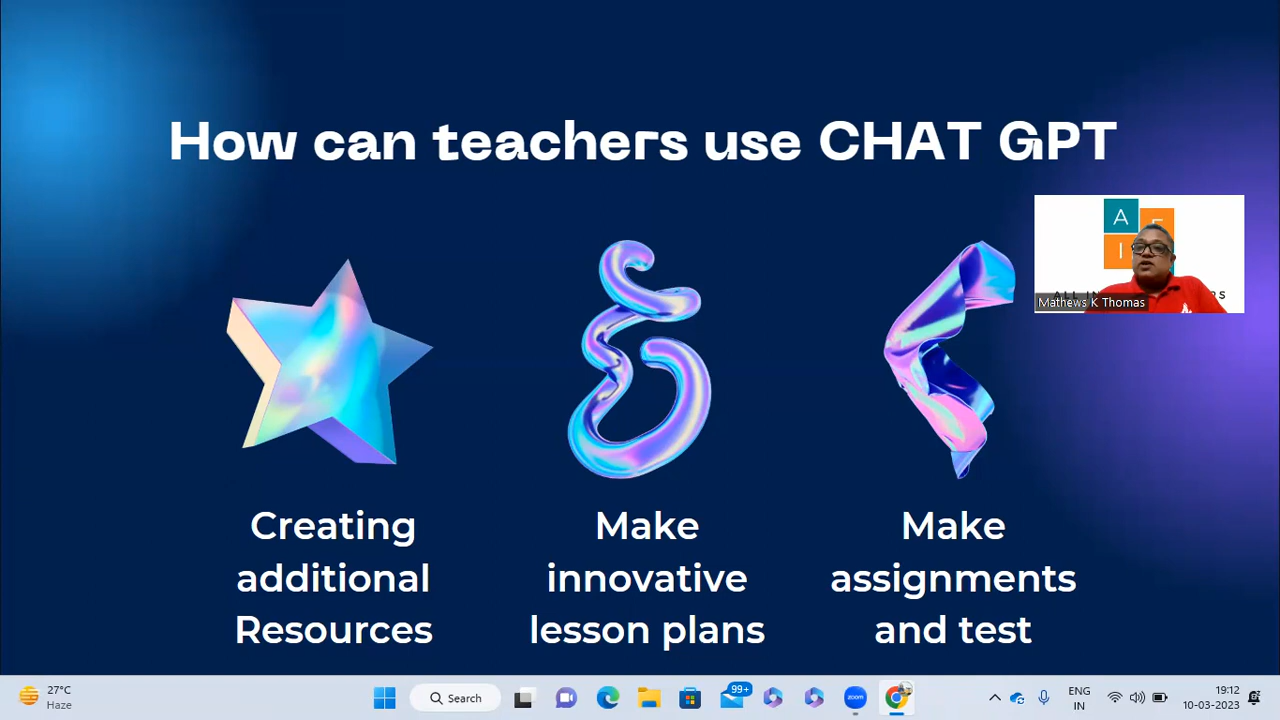 How can teachers use CHAT GPT
A
I
Mathews K Thomas
Creating
additional
Resources
Make
innovative
lesson plans
Make
assignments
and test
27°C
Haze
Search
99+
ENG
IN
19:12
10-03-2023